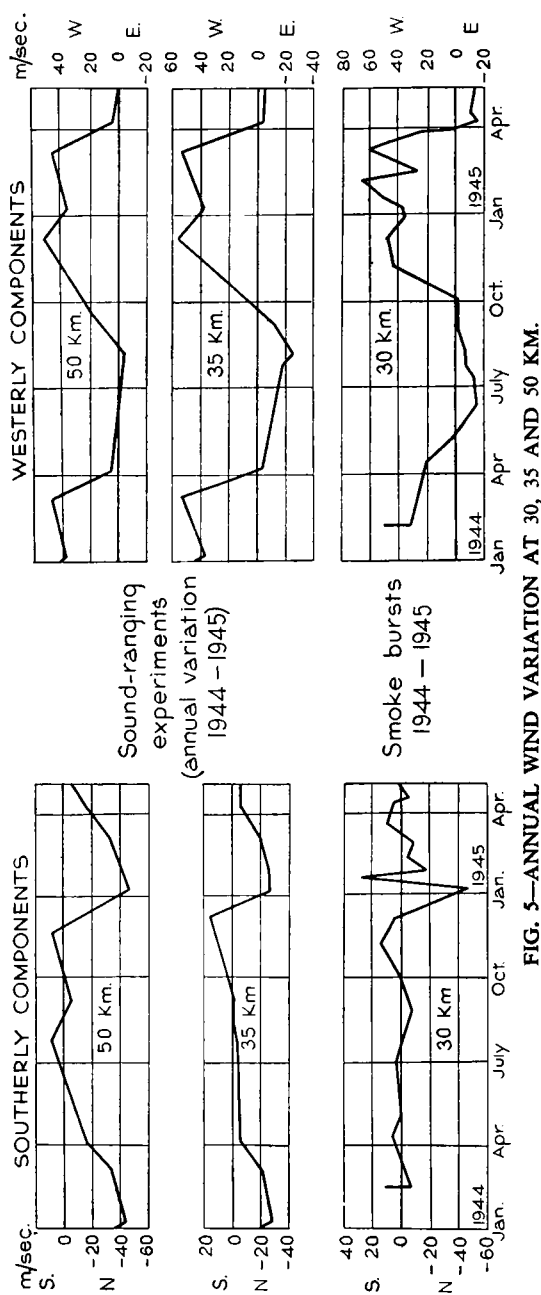 SOUTHERLY COMPONENTS
m/sec.
S.
0
-20
N
-40
-60
50 Km.
20
S.
0
N -20
35 Km
40
S.
20
0
-20
N
-40
-60
30 Km
1944
1945
Jan. Apr. July Oct. Jan. Apr.
Sound-ranging
experiments
(annual variation
1944-1945)
Smoke bursts
1944-1945
WESTERLY COMPONENTS
m/sec.
40
W
20
0
E.
-20
50 Km.
60
40
W.
20
0
-20
E.
-40
35 Km.
80
60
W.
40
20
0
E
-20
30 Km
1944
1945
Jan Apr July Oct. Jan Apr.
FIG. 5—ANNUAL WIND VARIATION AT 30, 35 AND 50 KM.